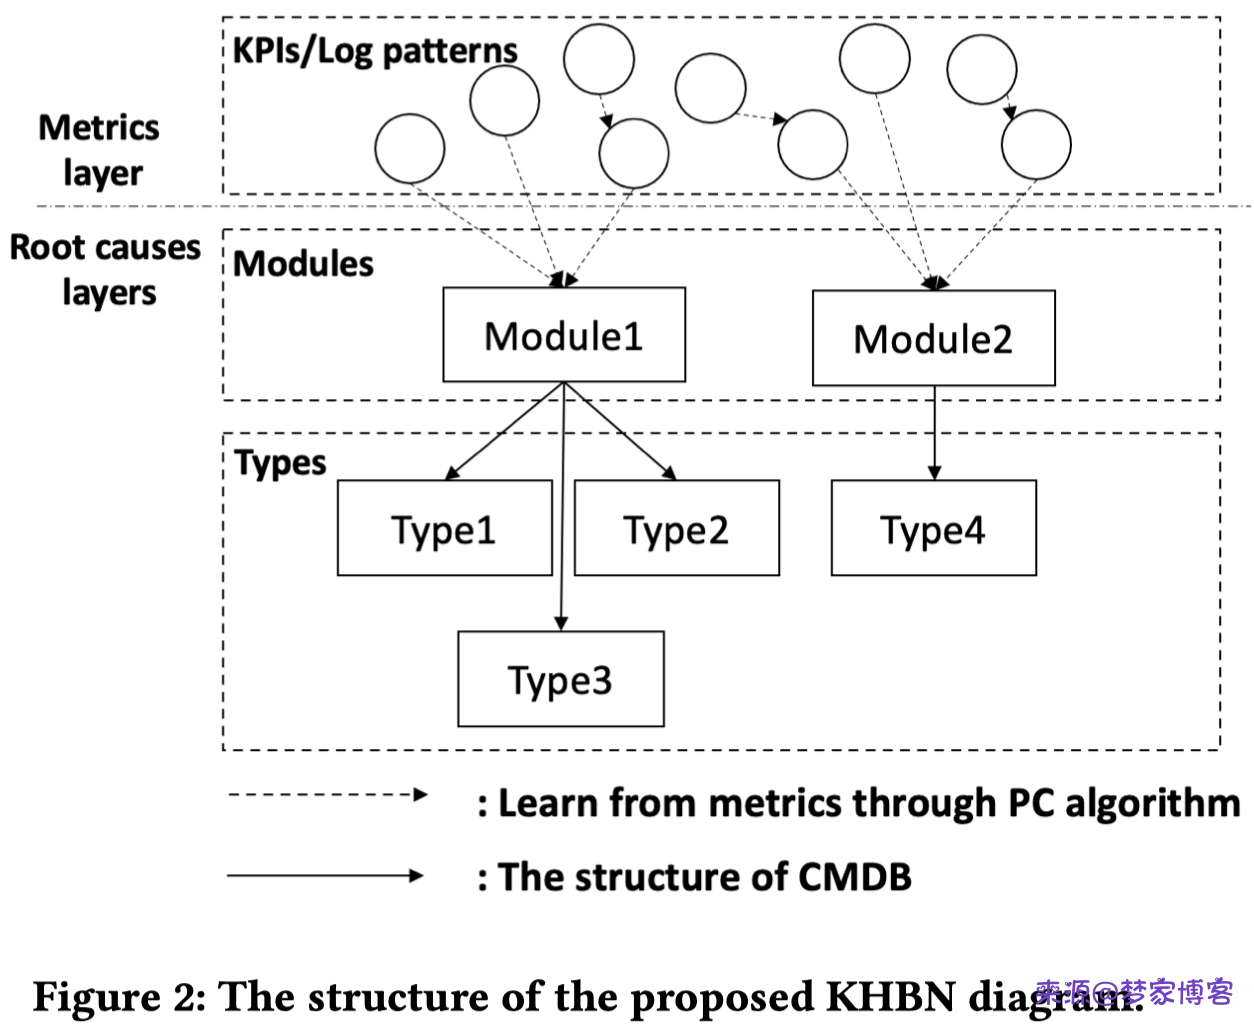 KPIs/Log patterns
Metrics
layer
Root causes
layers
Modules
Module1
Module2
Types
Type1
Type2
Type4
Type3
: Learn from metrics through PC algorithm
: The structure of CMDB
Figure 2: The structure of the proposed KHBN diagram.
来源@梦家博客